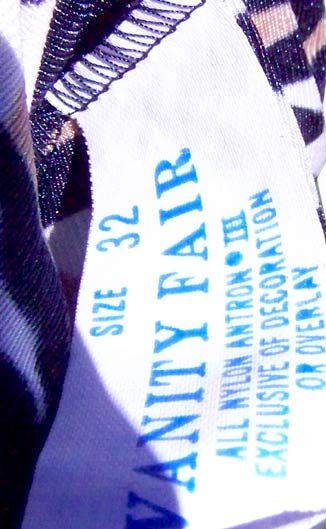 SIZE 32
VANITY FAIR
ALL NYLON ANTRON® III
EXCLUSIVE OF DECORATION
OR OVERLAY